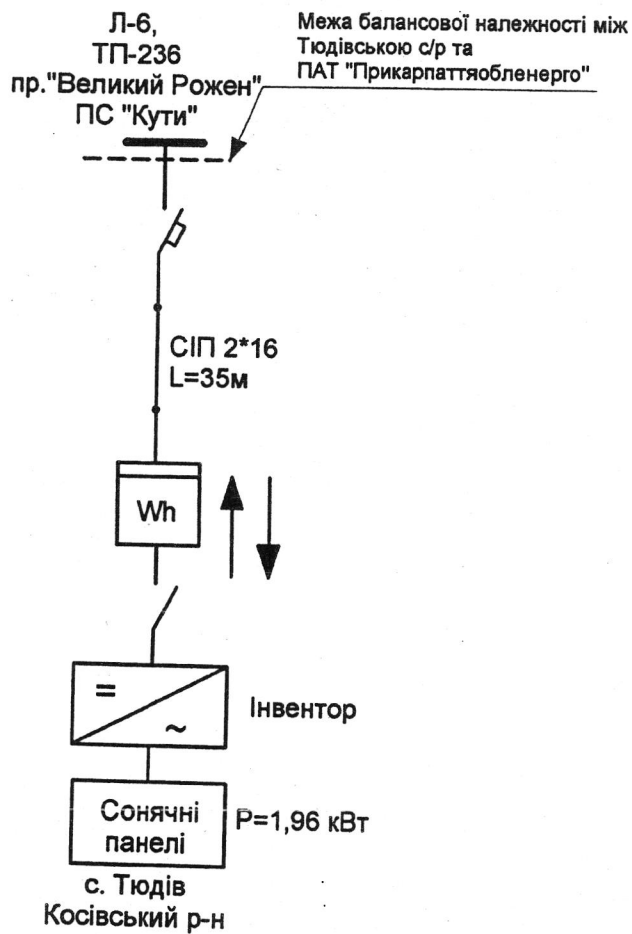 Л-6,
ТП-236
пр."Великий Рожен"
ПС "Кути"
Межа балансової належності між
Тюдівською с/р та
ПАТ "Прикарпаттяобленерго"
СІП 2*16
L=35м
Wh
=
~
Інвентор
Сонячні
панелі
Р=1,96 кВт
с. Тюдів
Косівський р-н